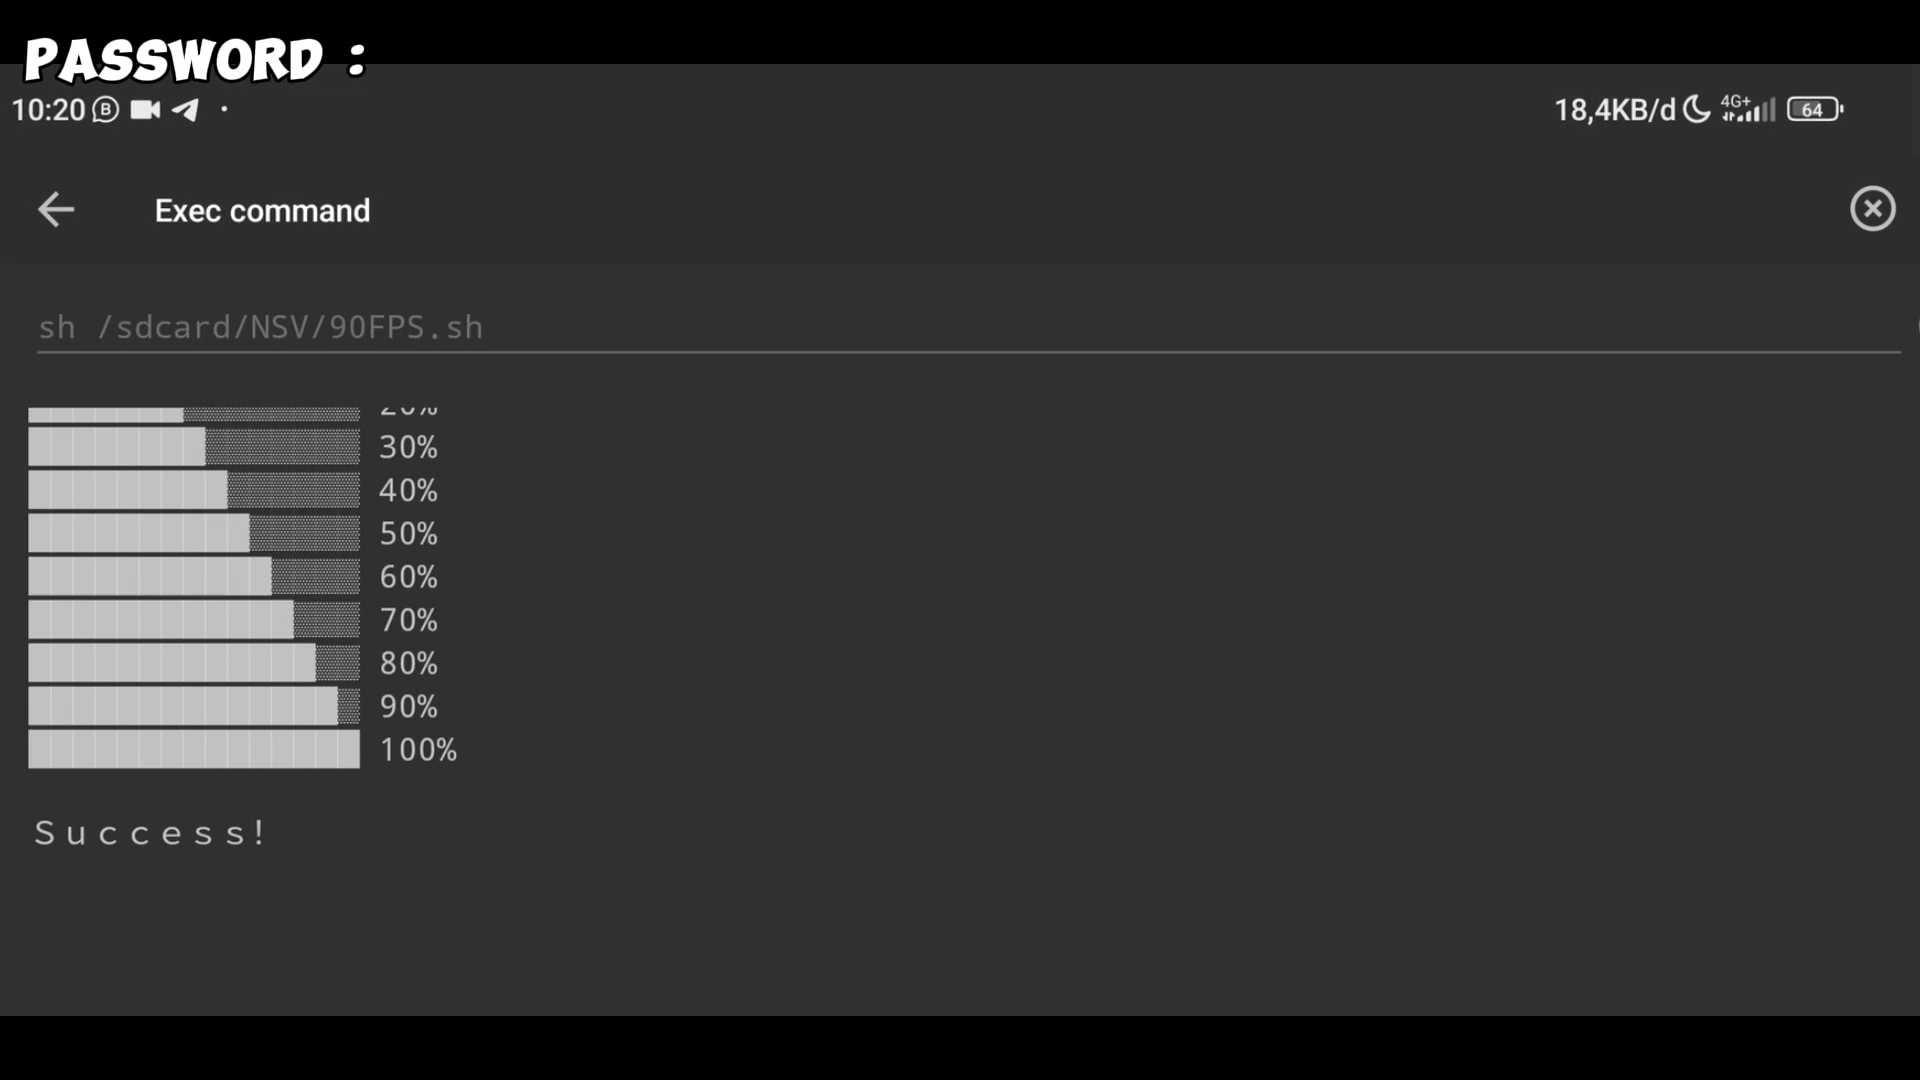 PASSWORD :
10:20 18,4KB/d 4G+ 64
Exec command
sh /sdcard/NSV/90FPS.sh
20%
30%
40%
50%
60%
70%
80%
90%
100%
Success!